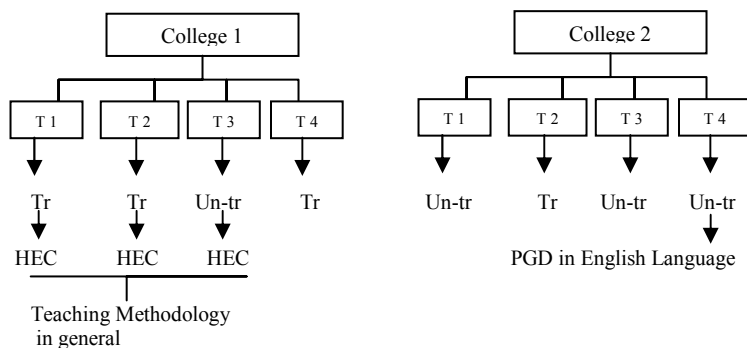 College 1
College 2
T 1
T 2
T 3
T 4
T 1
T 2
T 3
T 4
Tr
Tr
Un-tr
Tr
Un-tr
Tr
Un-tr
Un-tr
HEC
HEC
HEC
PGD in English Language
Teaching Methodology
in general